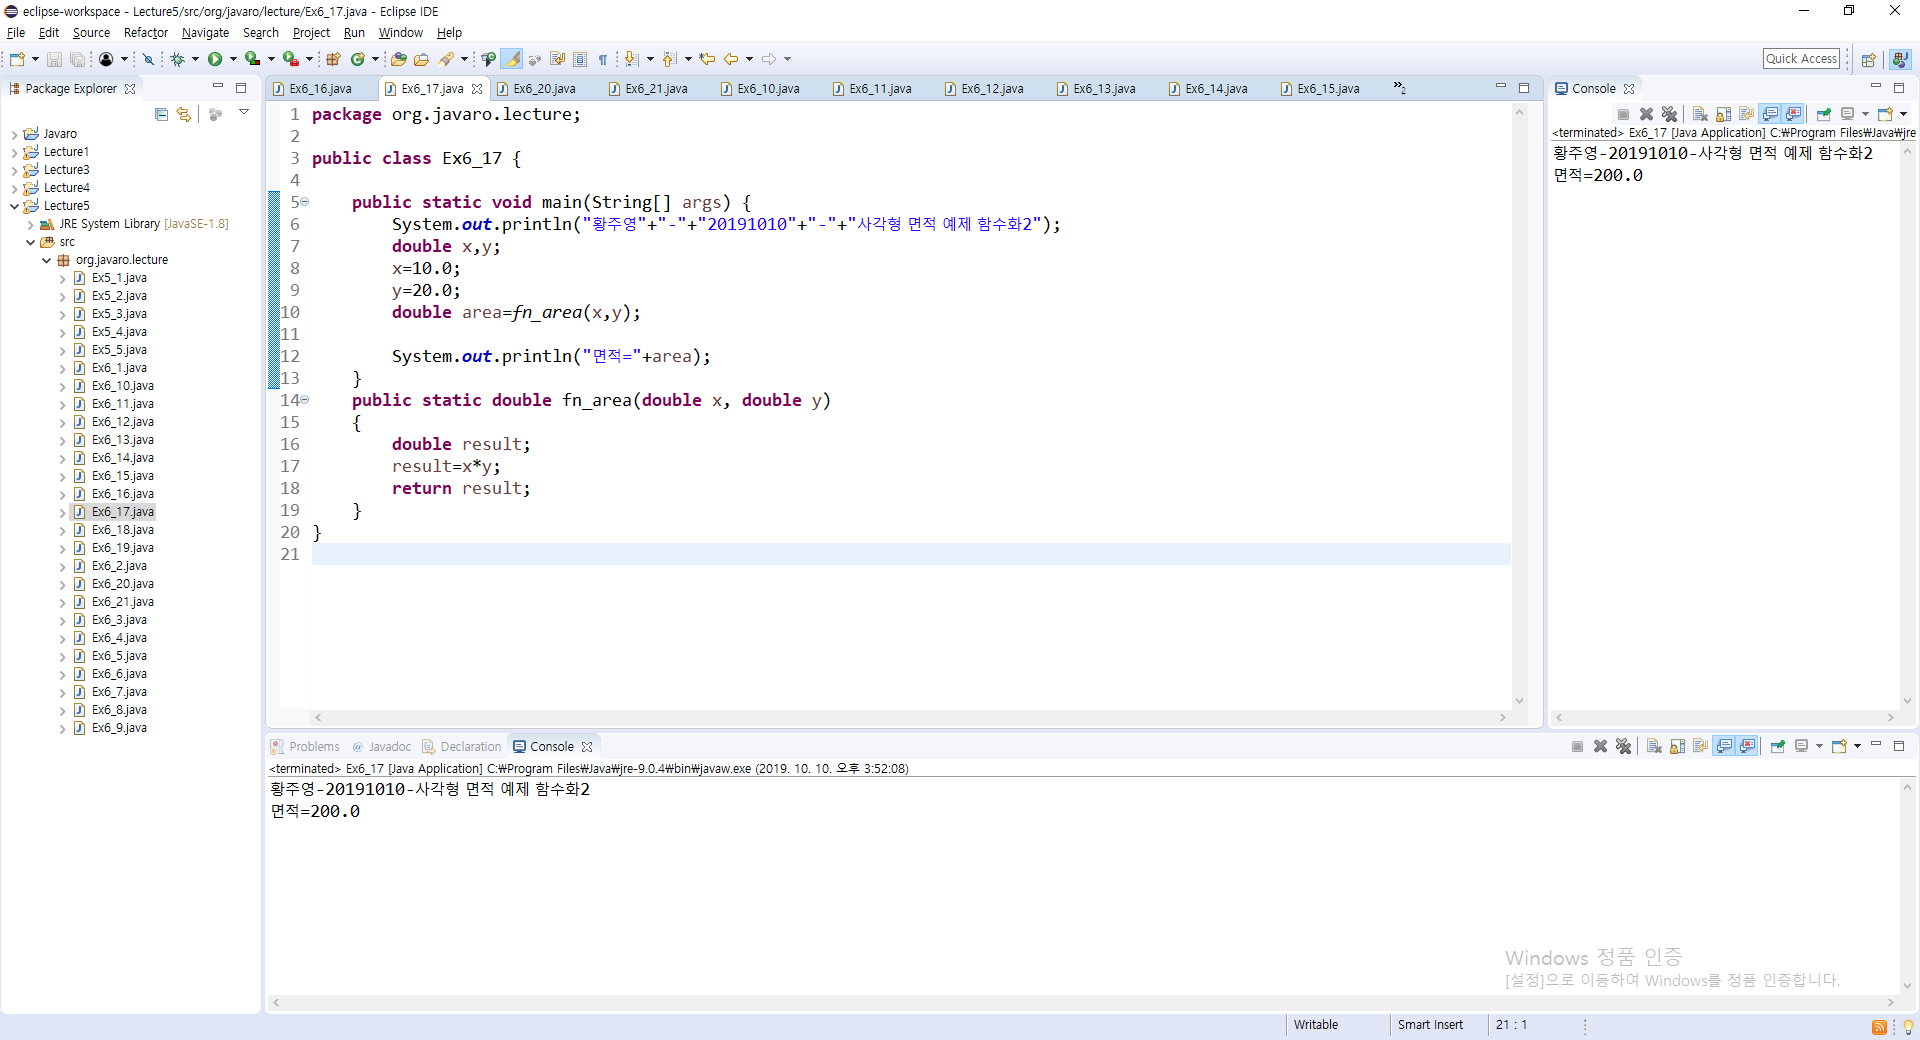 eclipse-workspace - Lecture5/src/org/javaro/lecture/Ex6_17.java - Eclipse IDE
File Edit Source Refactor Navigate Search Project Run Window Help
Quick Access
Package Explorer
Javaro
Lecture1
Lecture3
Lecture4
Lecture5
JRE System Library [JavaSE-1.8]
src
org.javaro.lecture
Ex5_1.java
Ex5_2.java
Ex5_3.java
Ex5_4.java
Ex5_5.java
Ex6_1.java
Ex6_10.java
Ex6_11.java
Ex6_12.java
Ex6_13.java
Ex6_14.java
Ex6_15.java
Ex6_16.java
Ex6_17.java
Ex6_18.java
Ex6_19.java
Ex6_2.java
Ex6_20.java
Ex6_21.java
Ex6_3.java
Ex6_4.java
Ex6_5.java
Ex6_6.java
Ex6_7.java
Ex6_8.java
Ex6_9.java
Ex6_16.java Ex6_17.java Ex6_20.java Ex6_21.java Ex6_10.java Ex6_11.java Ex6_12.java Ex6_13.java Ex6_14.java Ex6_15.java »2
1 package org.javaro.lecture;
2
3 public class Ex6_17 {
4
5 public static void main(String[] args) {
6 System.out.println("황주영"+"-"+"20191010"+"-"+"사각형 면적 예제 함수화2");
7 double x,y;
8 x=10.0;
9 y=20.0;
10 double area=fn_area(x,y);
11
12 System.out.println("면적="+area);
13 }
14 public static double fn_area(double x, double y)
15 {
16 double result;
17 result=x*y;
18 return result;
19 }
20 }
21
Console
<terminated> Ex6_17 [Java Application] C:₩Program Files₩Java₩jre
황주영-20191010-사각형 면적 예제 함수화2
면적=200.0
Problems @ Javadoc Declaration Console
<terminated> Ex6_17 [Java Application] C:₩Program Files₩Java₩jre-9.0.4₩bin₩javaw.exe (2019. 10. 10. 오후 3:52:08)
황주영-20191010-사각형 면적 예제 함수화2
면적=200.0
Windows 정품 인증
[설정]으로 이동하여 Windows를 정품 인증합니다.
Writable Smart Insert 21 : 1